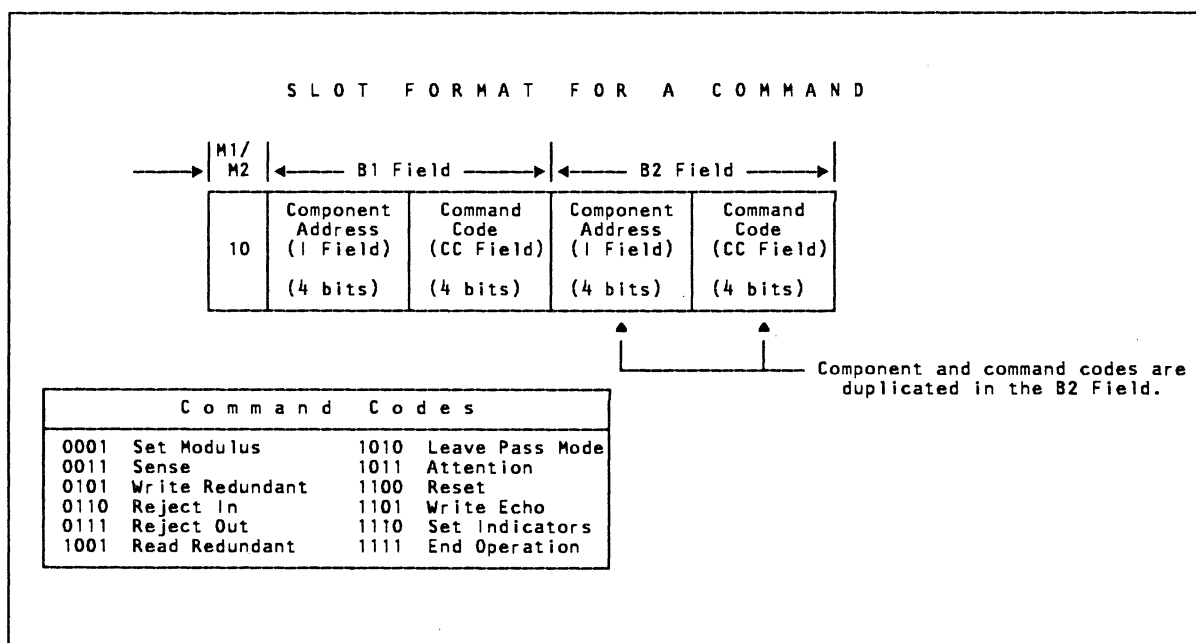 SLOT FORMAT FOR A COMMAND
M1/
M2 B1 Field B2 Field
Component Command Component Command
Address Code Address Code
10 (I Field) (CC Field) (I Field) (CC Field)
(4 bits) (4 bits) (4 bits) (4 bits)
Component and command codes are
duplicated in the B2 Field.
Command Codes
0001 Set Modulus 1010 Leave Pass Mode
0011 Sense 1011 Attention
0101 Write Redundant 1100 Reset
0110 Reject In 1101 Write Echo
0111 Reject Out 1110 Set Indicators
1001 Read Redundant 1111 End Operation